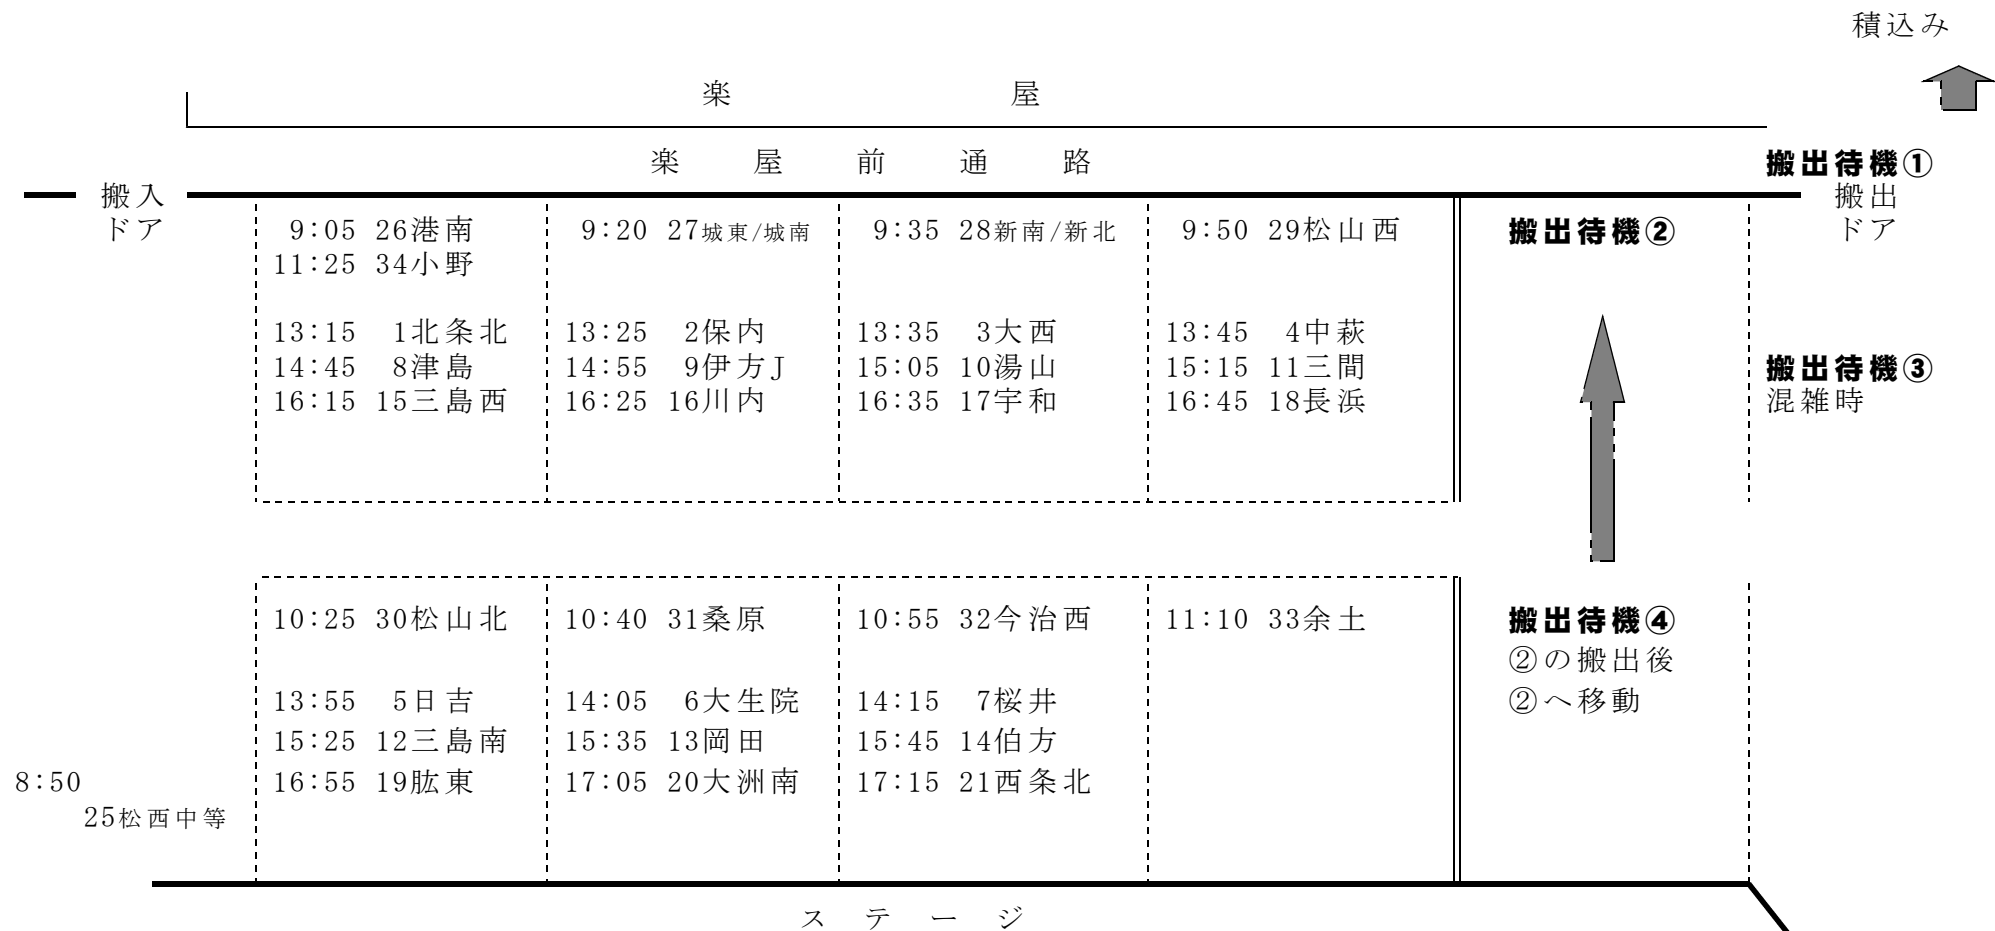 積込み
楽屋
楽屋前通路
搬出待機①
搬入
ドア
搬出
ドア
9:05 26港南
11:25 34小野
13:15 1北条北
14:45 8津島
16:15 15三島西
9:20 27城東/城南
13:25 2保内
14:55 9伊方J
16:25 16川内
9:35 28新南/新北
13:35 3大西
15:05 10湯山
16:35 17宇和
9:50 29松山西
13:45 4中萩
15:15 11三間
16:45 18長浜
搬出待機②
搬出待機③
混雑時
10:25 30松山北
13:55 5日吉
15:25 12三島南
16:55 19肱東
10:40 31桑原
14:05 6大生院
15:35 13岡田
17:05 20大洲南
10:55 32今治西
14:15 7桜井
15:45 14伯方
17:15 21西条北
11:10 33余土
搬出待機④
②の搬出後
②へ移動
8:50
25松西中等
ステージ